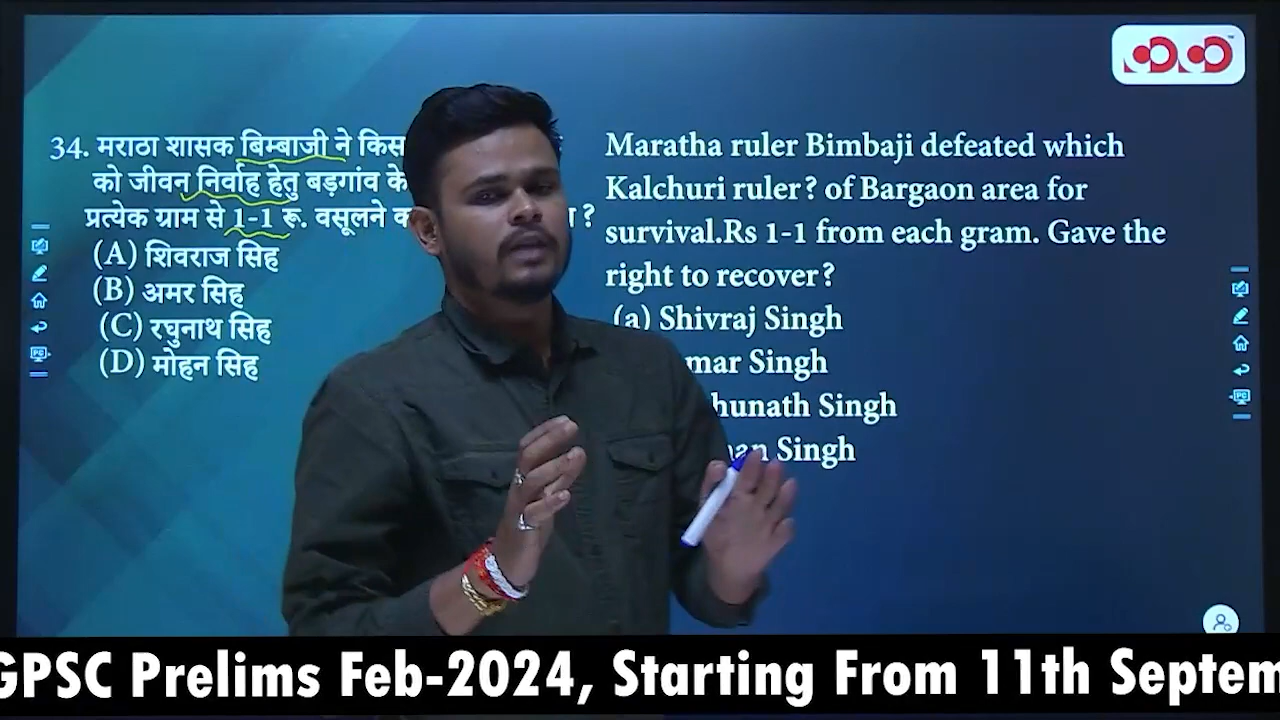 34. मराठा शासक बिम्बाजी ने किस
को जीवन निर्वाह हेतु बड़गांव के
प्रत्येक ग्राम से 1-1 रू. वसूलने ?
(A) शिवराज सिह
(B) अमर सिह
(C) रघुनाथ सिह
(D) मोहन सिह
Maratha ruler Bimbaji defeated which
Kalchuri ruler? of Bargaon area for
survival.Rs 1-1 from each gram. Gave the
right to recover?
(a) Shivraj Singh
mar Singh
hunath Singh
Singh
GPSC Prelims Feb-2024, Starting From 11th Septem